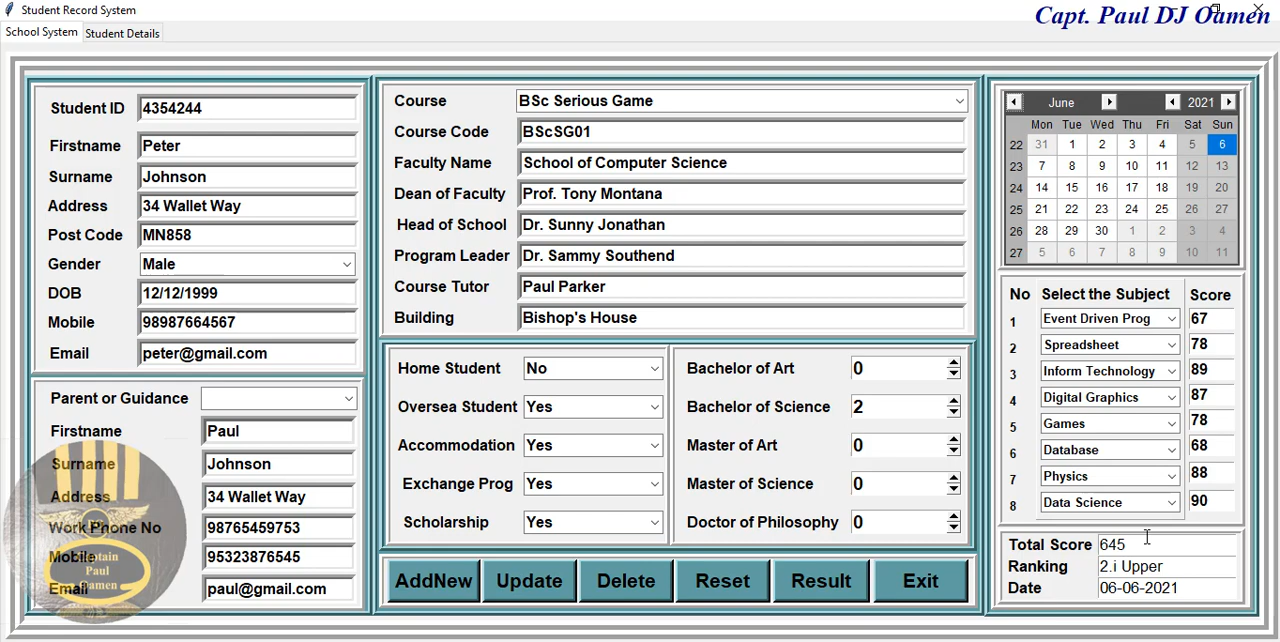 Student Record System
Capt. Paul DJ Oamen
School System Student Details
Student ID 4354244
Firstname Peter
Surname Johnson
Address 34 Wallet Way
Post Code MN858
Gender Male
DOB 12/12/1999
Mobile 98987664567
Email peter@gmail.com
Parent or Guidance
Firstname Paul
Surname Johnson
Address 34 Wallet Way
Work Phone No 98765459753
Mobile 95323876545
Email paul@gmail.com
Captain
Paul
Oamen
Course BSc Serious Game
Course Code BScSG01
Faculty Name School of Computer Science
Dean of Faculty Prof. Tony Montana
Head of School Dr. Sunny Jonathan
Program Leader Dr. Sammy Southend
Course Tutor Paul Parker
Building Bishop's House
Home Student No
Oversea Student Yes
Accommodation Yes
Exchange Prog Yes
Scholarship Yes
Bachelor of Art 0
Bachelor of Science 2
Master of Art 0
Master of Science 0
Doctor of Philosophy 0
AddNew Update Delete Reset Result Exit
June 2021
Mon Tue Wed Thu Fri Sat Sun
22 31 1 2 3 4 5 6
23 7 8 9 10 11 12 13
24 14 15 16 17 18 19 20
25 21 22 23 24 25 26 27
26 28 29 30 1 2 3 4
27 5 6 7 8 9 10 11
No Select the Subject Score
1 Event Driven Prog 67
2 Spreadsheet 78
3 Inform Technology 89
4 Digital Graphics 87
5 Games 78
6 Database 68
7 Physics 88
8 Data Science 90
Total Score 645
Ranking 2.i Upper
Date 06-06-2021